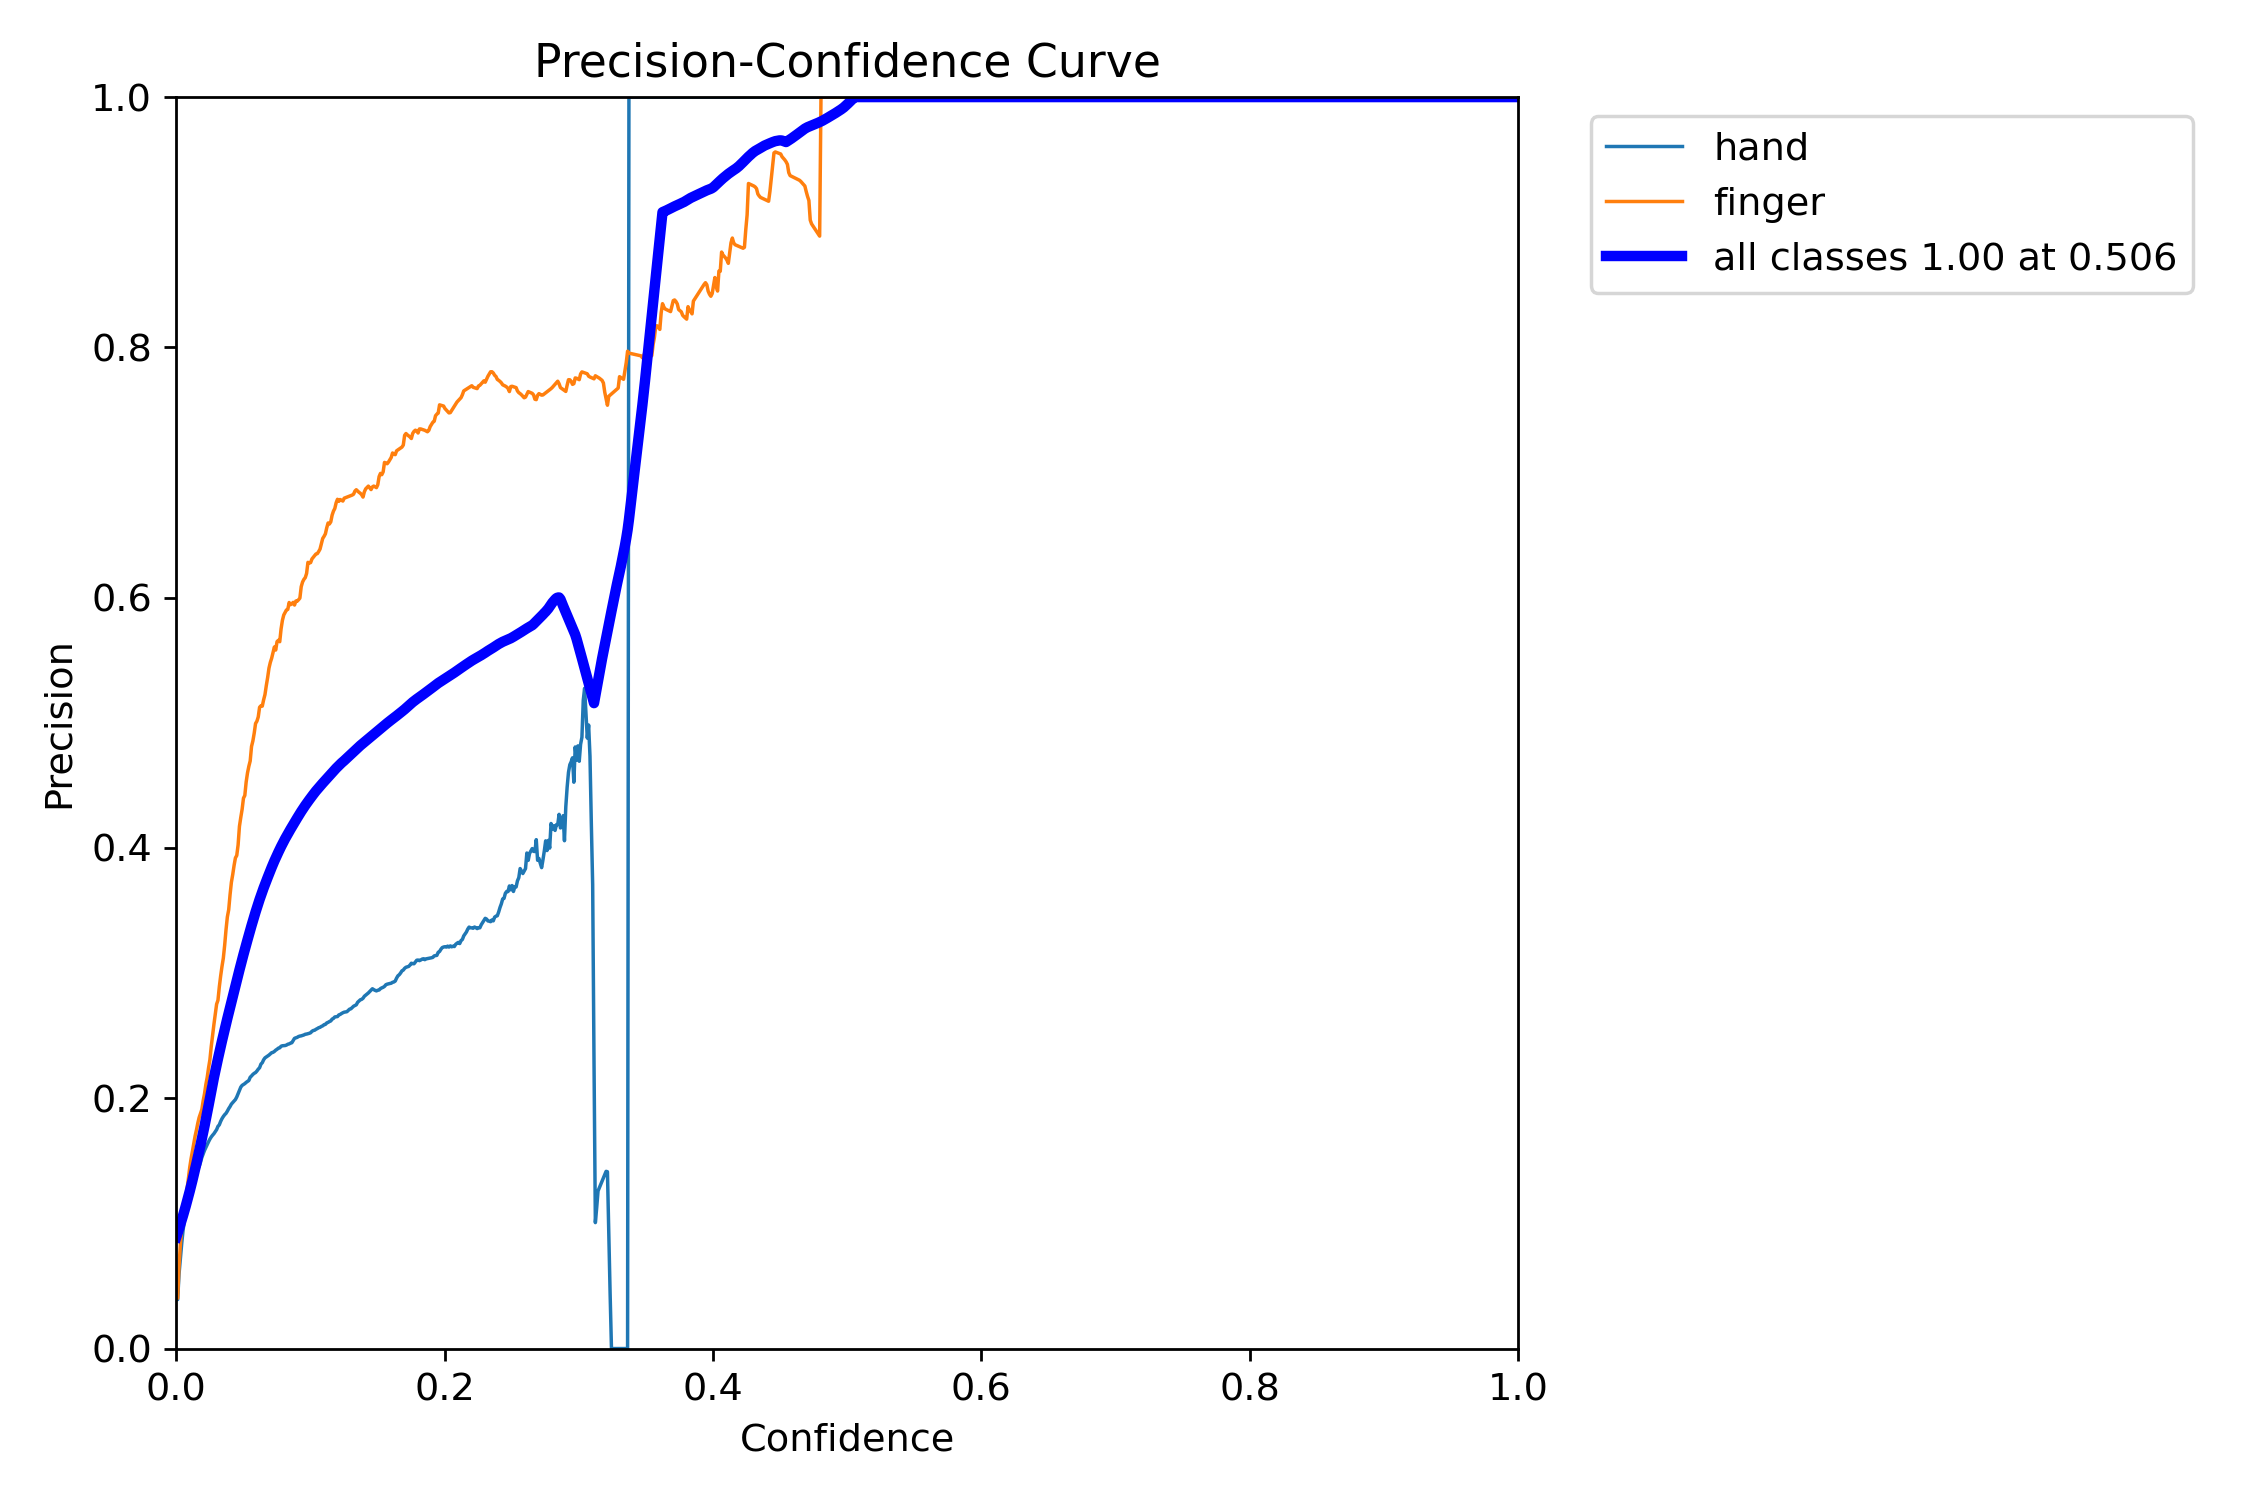 Precision-Confidence Curve
1.0
0.8
0.6
0.4
0.2
0.0
Precision
0.0 0.2 0.4 0.6 0.8 1.0
Confidence
hand
finger
all classes 1.00 at 0.506